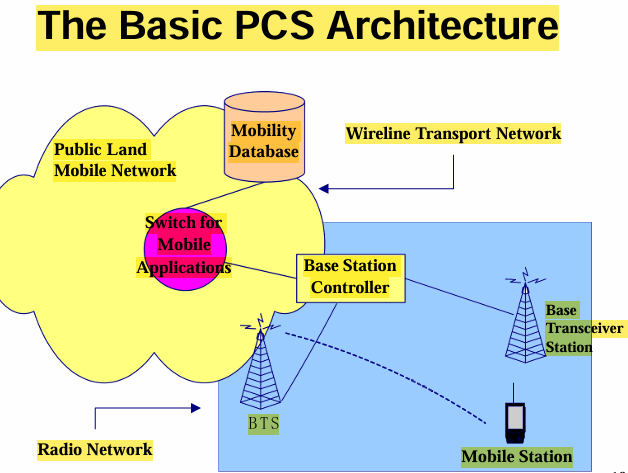 The Basic PCS Architecture
Mobility
Database
Wireline Transport Network
Public Land
Mobile Network
Switch for
Mobile
Applications
Base Station
Controller
Base
Transceiver
Station
BTS
Radio Network
Mobile Station